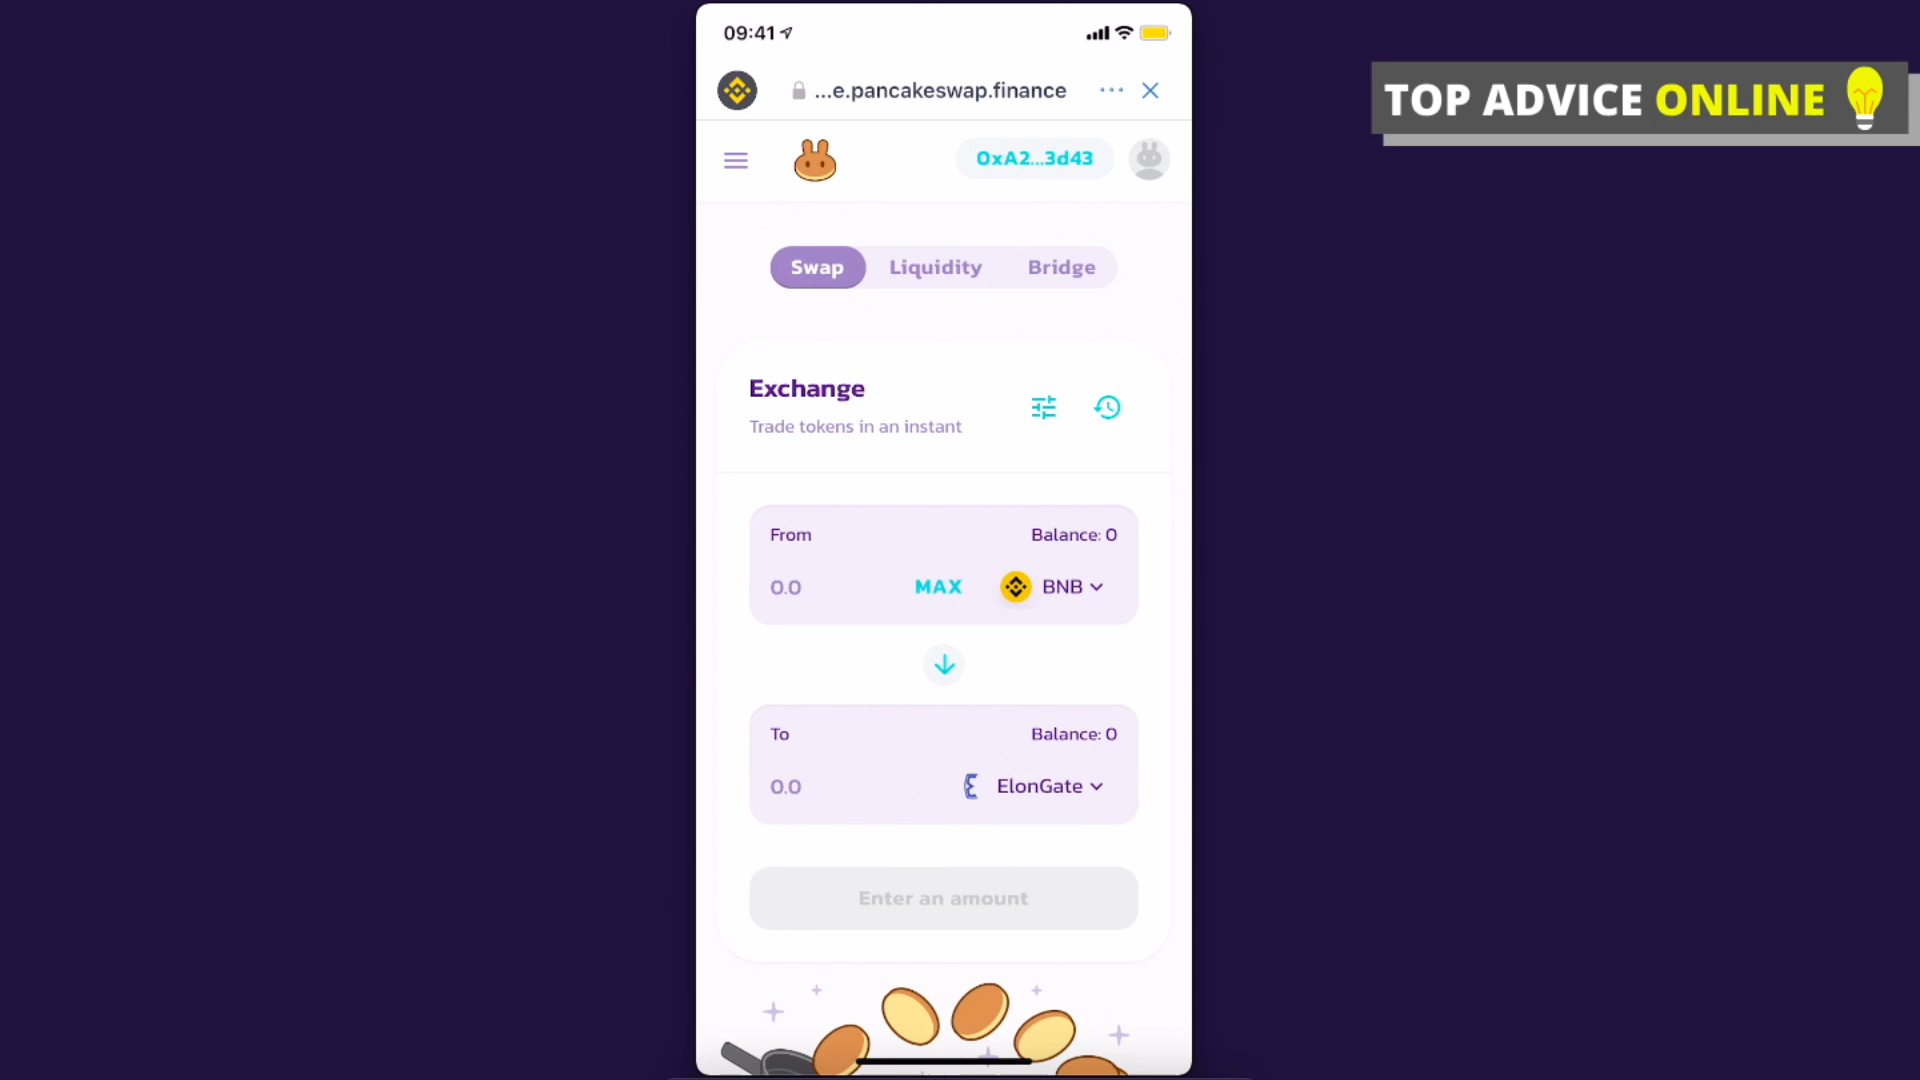 09:41
...e.pancakeswap.finance
TOP ADVICE ONLINE
0xA2...3d43
Swap Liquidity Bridge
Exchange
Trade tokens in an instant
From Balance: 0
0.0 MAX BNB
To Balance: 0
0.0 ElonGate
Enter an amount